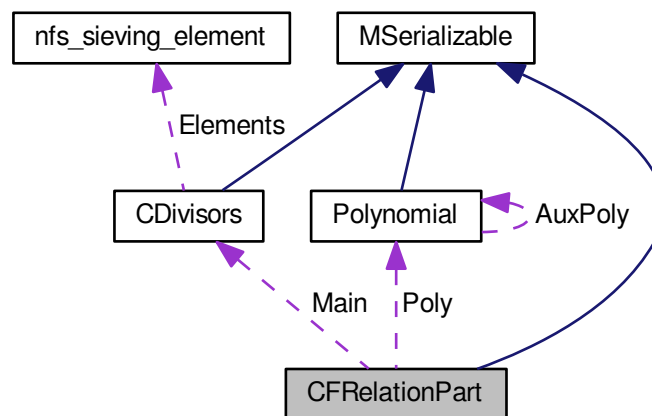 nfs_sieving_element
MSerializable
Elements
CDivisors
Polynomial
AuxPoly
Main
Poly
CFRelationPart